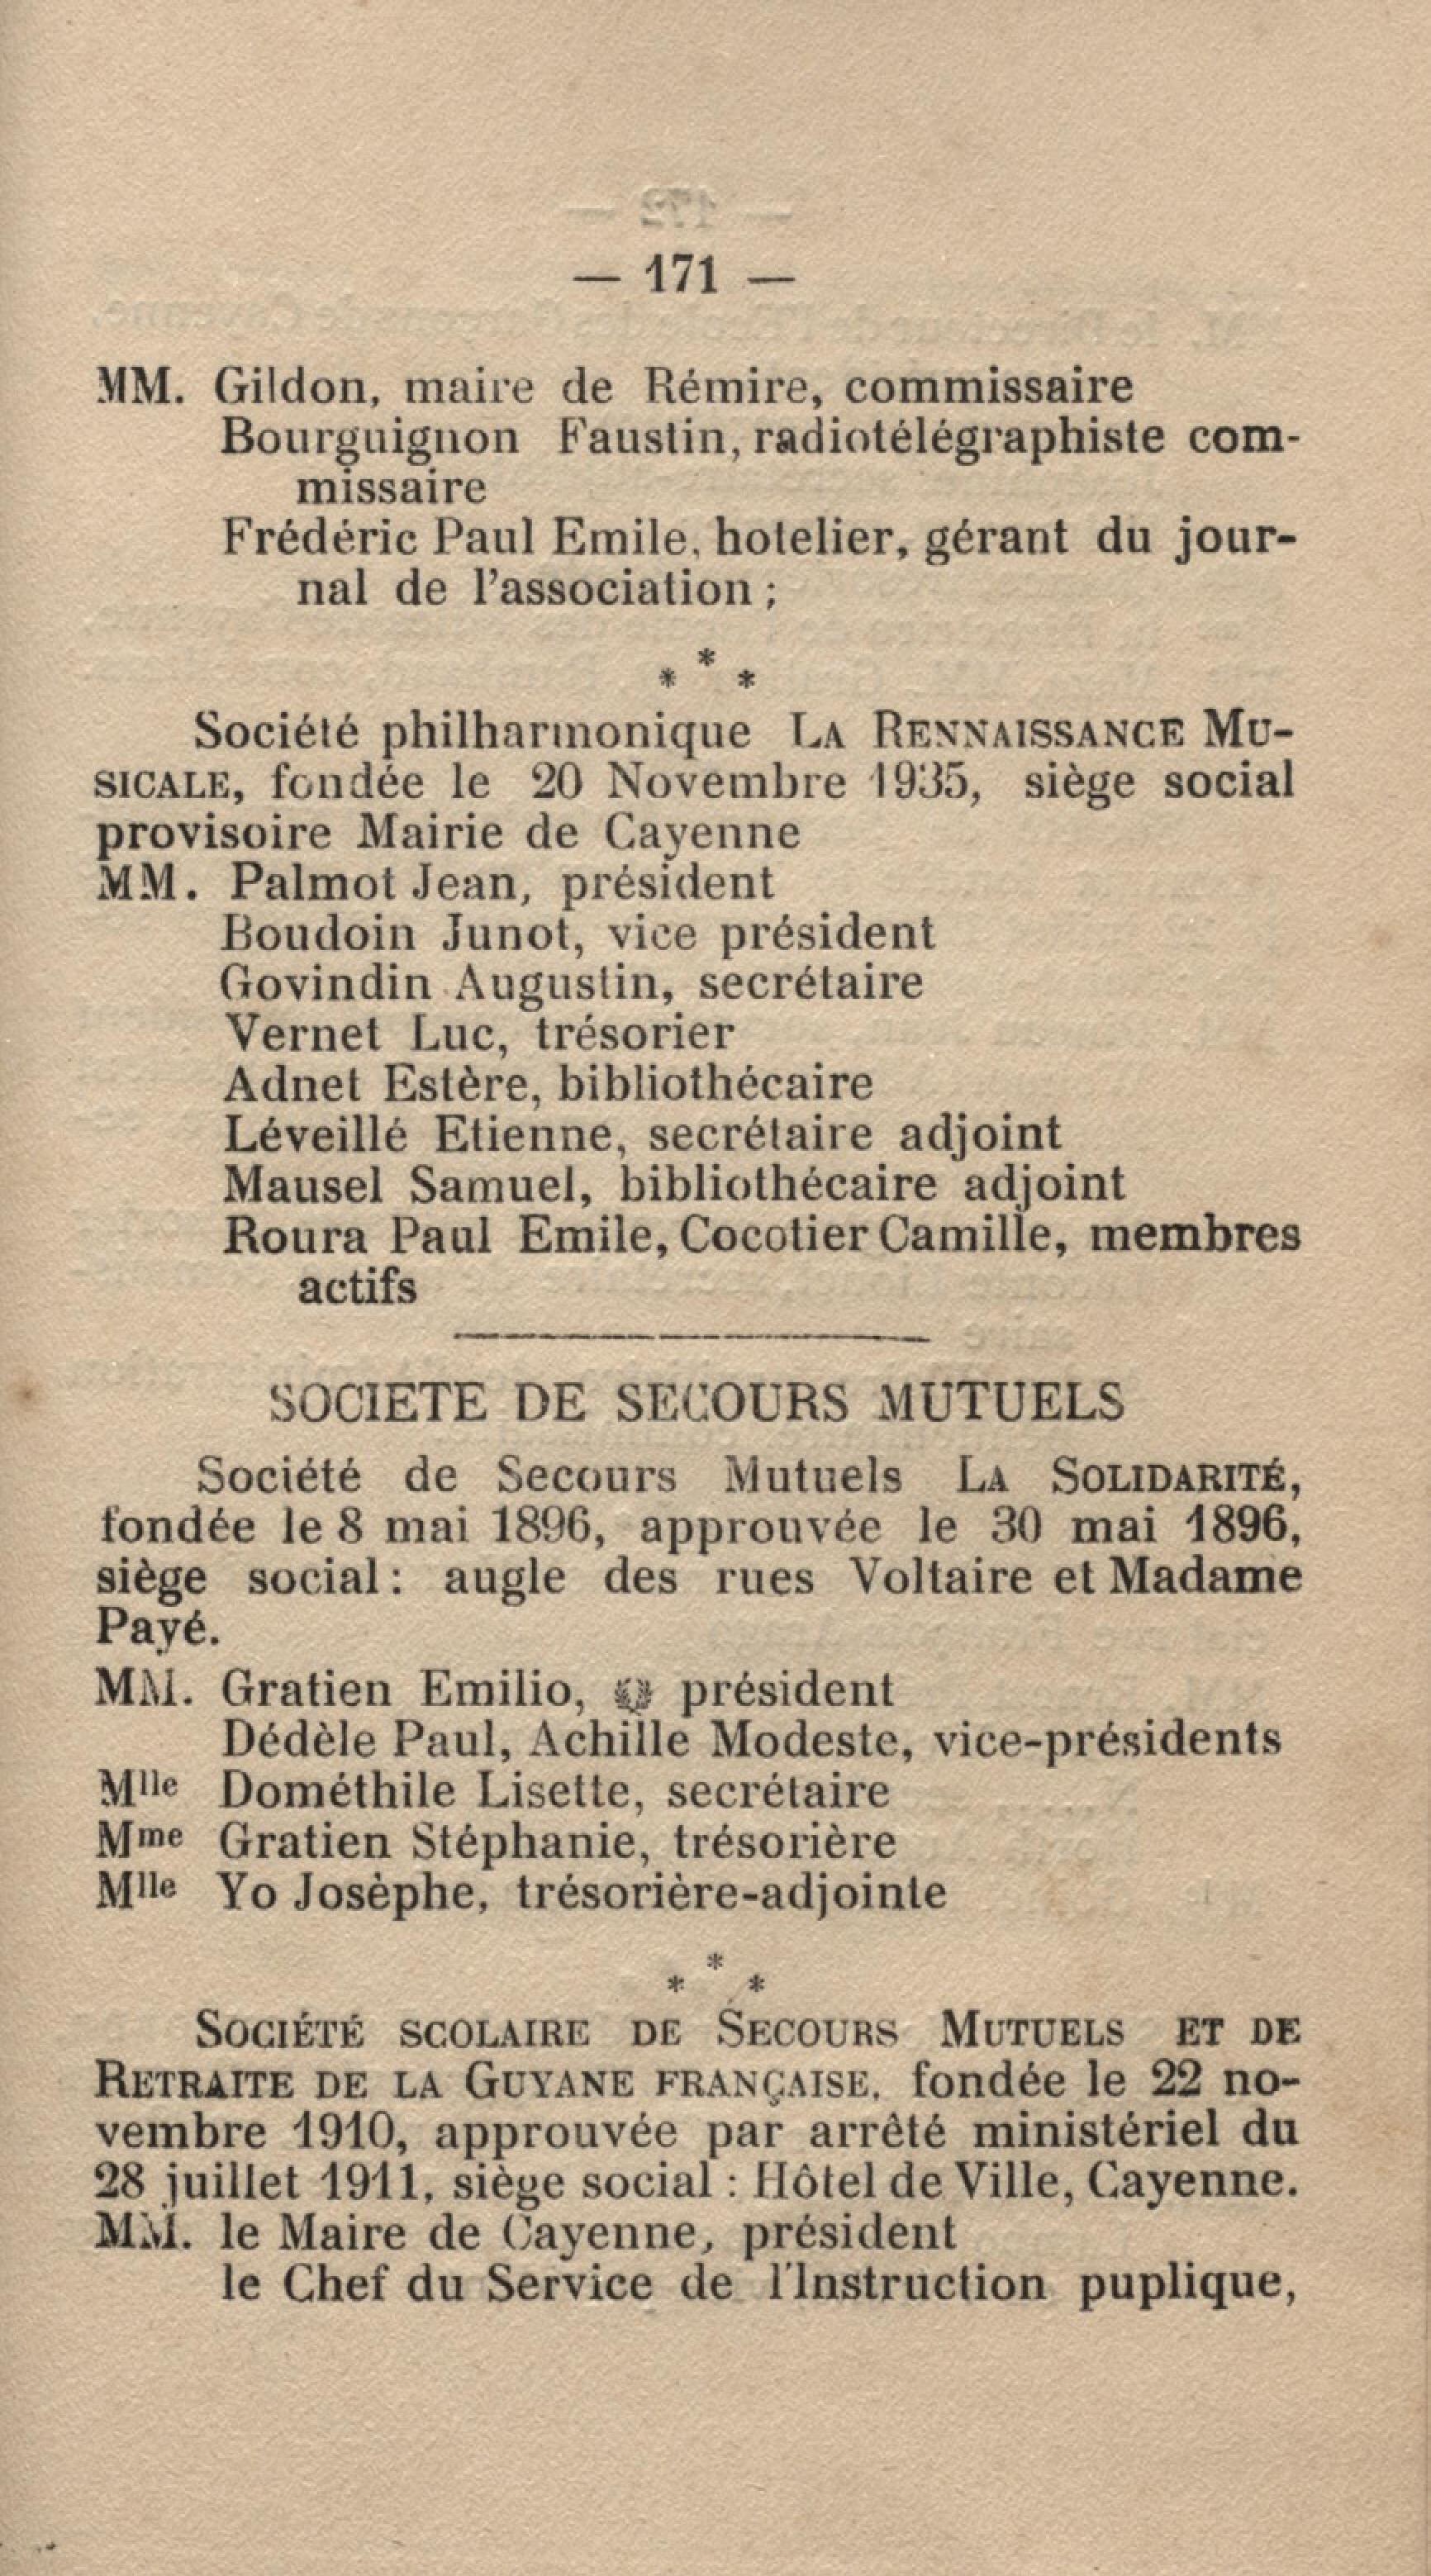 — 171 —
MM. Gildon, maire de Rémire, commissaire
Bourguignon Faustin, radiotélégraphiste com-
missaire
Frédéric Paul Emile, hotelier, gérant du jour-
nal de l'association ;
* * *
Société philharmonique LA RENNAISSANCE MU-
SICALE, fondée le 20 Novembre 1935, siège social
provisoire Mairie de Cayenne
MM. Palmot Jean, président
Boudoin Junot, vice président
Govindin Augustin, secrétaire
Vernet Luc, trésorier
Adnet Estère, bibliothécaire
Léveillé Etienne, secrétaire adjoint
Mausel Samuel, bibliothécaire adjoint
Roura Paul Emile, Cocotier Camille, membres
actifs
SOCIETE DE SECOURS MUTUELS
Société de Secours Mutuels LA SOLIDARITÉ,
fondée le 8 mai 1896, approuvée le 30 mai 1896,
siège social : augle des rues Voltaire et Madame
Payé.
MM. Gratien Emilio, président
Dédèle Paul, Achille Modeste, vice-présidents
Mlle Dométhile Lisette, secrétaire
Mme Gratien Stéphanie, trésorière
Mlle Yo Josèphe, trésorière-adjointe
* * *
SOCIÉTÉ SCOLAIRE DE SECOURS MUTUELS ET DE
RETRAITE DE LA GUYANE FRANÇAISE, fondée le 22 no-
vembre 1910, approuvée par arrêté ministériel du
28 juillet 1911, siège social : Hôtel de Ville, Cayenne.
MM. le Maire de Cayenne, président
le Chef du Service de l'Instruction puplique,